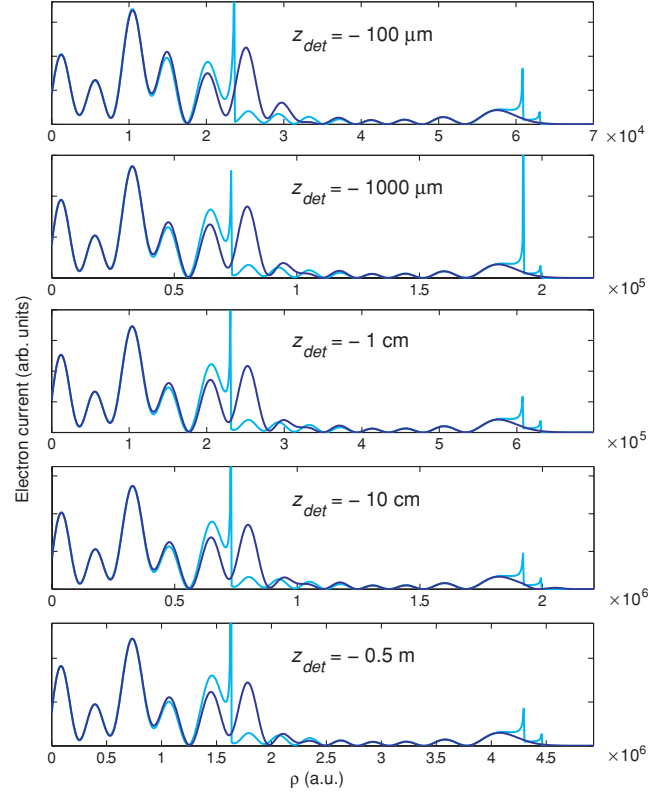 z_det = − 100 μm
0 1 2 3 4 5 6 7 ×10^4
z_det = − 1000 μm
0 0.5 1 1.5 2 ×10^5
Electron current (arb. units)
z_det = − 1 cm
0 1 2 3 4 5 6 ×10^5
z_det = − 10 cm
0 0.5 1 1.5 2 ×10^6
z_det = − 0.5 m
0 0.5 1 1.5 2 2.5 3 3.5 4 4.5 ×10^6
ρ (a.u.)